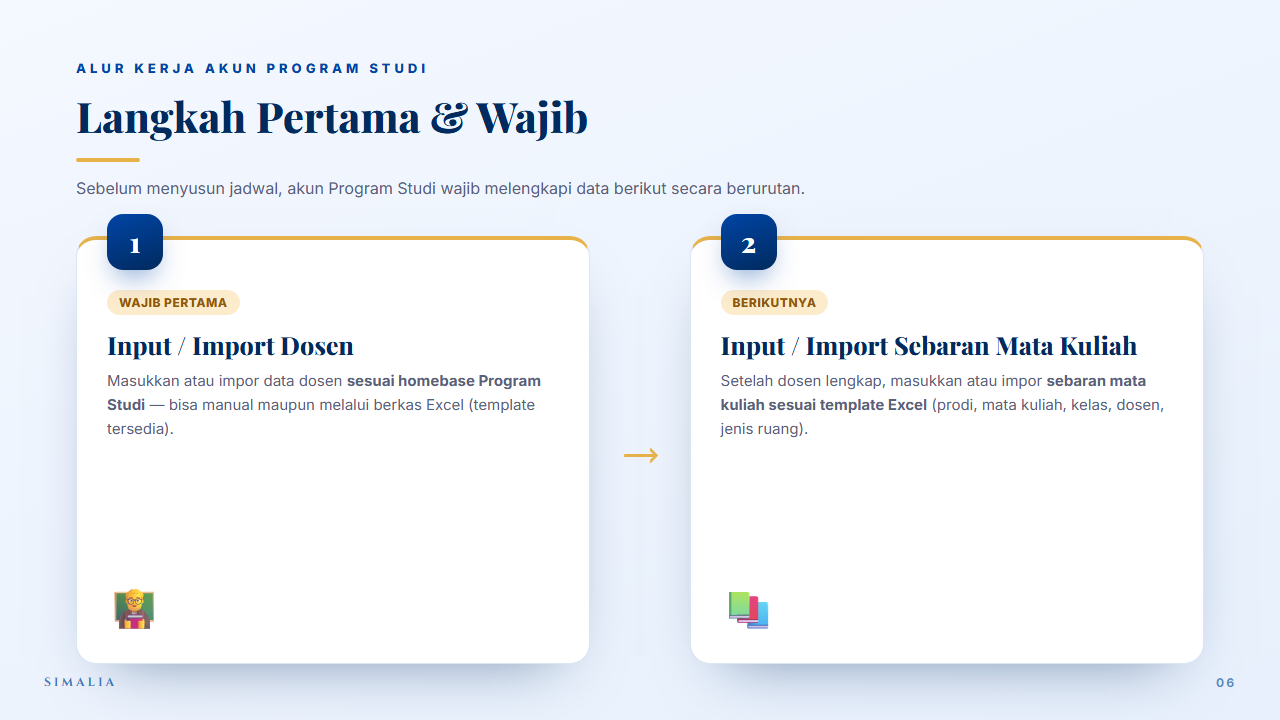 ALUR KERJA AKUN PROGRAM STUDI
Langkah Pertama & Wajib
Sebelum menyusun jadwal, akun Program Studi wajib melengkapi data berikut secara berurutan.
1
WAJIB PERTAMA
Input / Import Dosen
Masukkan atau impor data dosen sesuai homebase Program
Studi — bisa manual maupun melalui berkas Excel (template
tersedia).
→
2
BERIKUTNYA
Input / Import Sebaran Mata Kuliah
Setelah dosen lengkap, masukkan atau impor sebaran mata
kuliah sesuai template Excel (prodi, mata kuliah, kelas, dosen,
jenis ruang).
SIMALIA
06